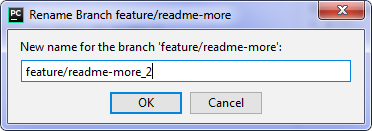 PC Rename Branch feature/readme-more
New name for the branch 'feature/readme-more':
feature/readme-more_2
OK Cancel